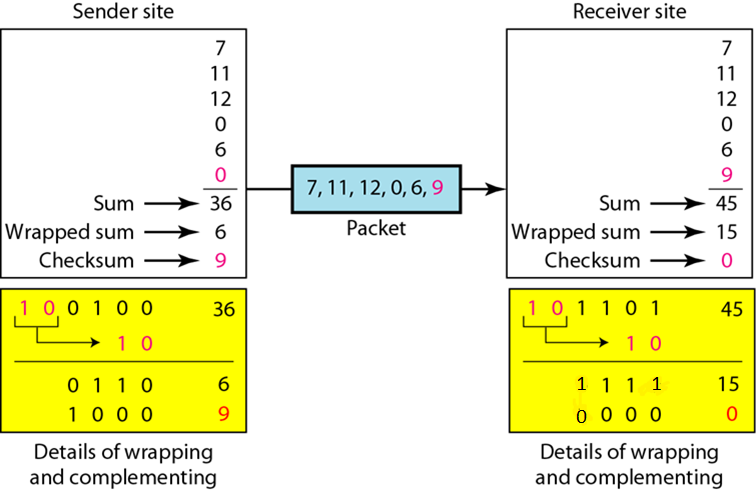 Sender site
7
11
12
0
6
0
Sum 36
Wrapped sum 6
Checksum 9
7, 11, 12, 0, 6, 9
Packet
Receiver site
7
11
12
0
6
9
Sum 45
Wrapped sum 15
Checksum 0
1 0 0 1 0 0 36
1 0
0 1 1 0 6
1 0 0 0 9
Details of wrapping
and complementing
1 0 1 1 0 1 45
1 0
1 1 1 1 15
0 0 0 0 0
Details of wrapping
and complementing